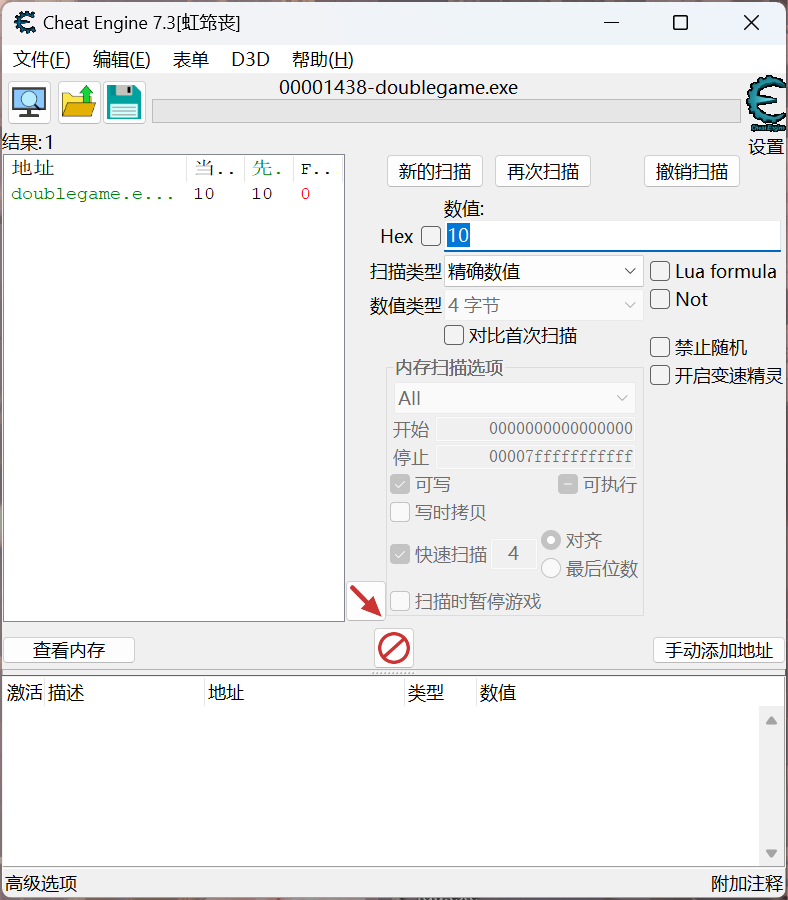 Cheat Engine 7.3[虹筇丧]
文件(F) 编辑(E) 表单 D3D 帮助(H)
00001438-doublegame.exe
Cheat Engine
设置
结果:1
地址 当.. 先. F..
doublegame.e... 10 10 0
新的扫描 再次扫描 撤销扫描
数值:
Hex 10
扫描类型 精确数值 Lua formula
数值类型 4 字节 Not
对比首次扫描
禁止随机
内存扫描选项
开启变速精灵
All
开始 0000000000000000
停止 00007fffffffffff
可写 可执行
写时拷贝
快速扫描 4 对齐
最后位数
扫描时暂停游戏
查看内存 手动添加地址
激活 描述 地址 类型 数值
高级选项 附加注释